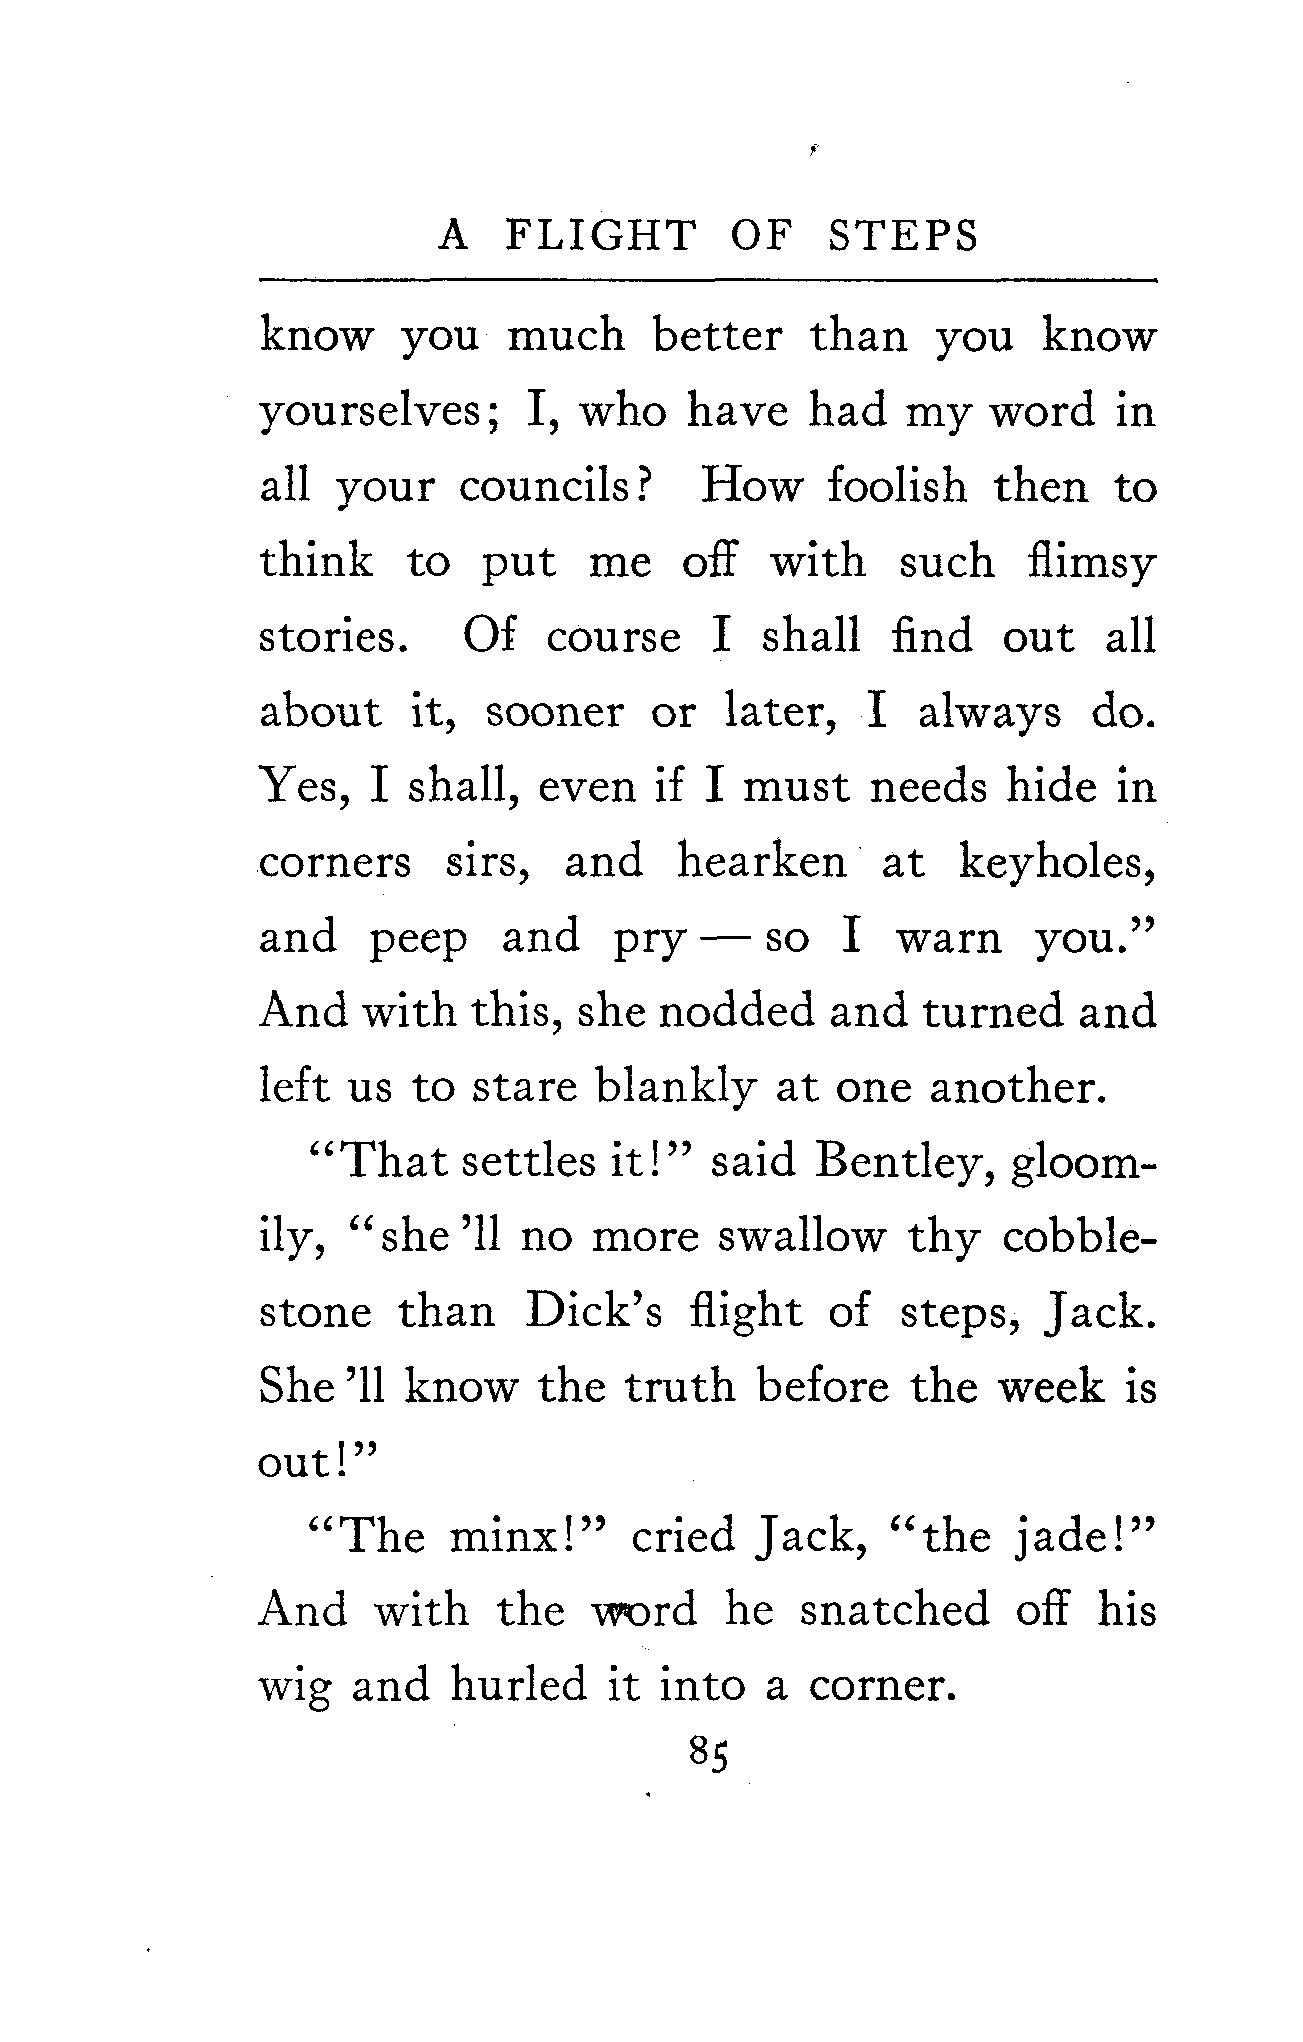 A FLIGHT OF STEPS
know you much better than you know
yourselves; I, who have had my word in
all your councils? How foolish then to
think to put me off with such flimsy
stories. Of course I shall find out all
about it, sooner or later, I always do.
Yes, I shall, even if I must needs hide in
corners sirs, and hearken at keyholes,
and peep and pry — so I warn you.”
And with this, she nodded and turned and
left us to stare blankly at one another.
“That settles it!” said Bentley, gloom-
ily, “she ’ll no more swallow thy cobble-
stone than Dick’s flight of steps, Jack.
She ’ll know the truth before the week is
out!”
“The minx!” cried Jack, “the jade!”
And with the word he snatched off his
wig and hurled it into a corner.
85